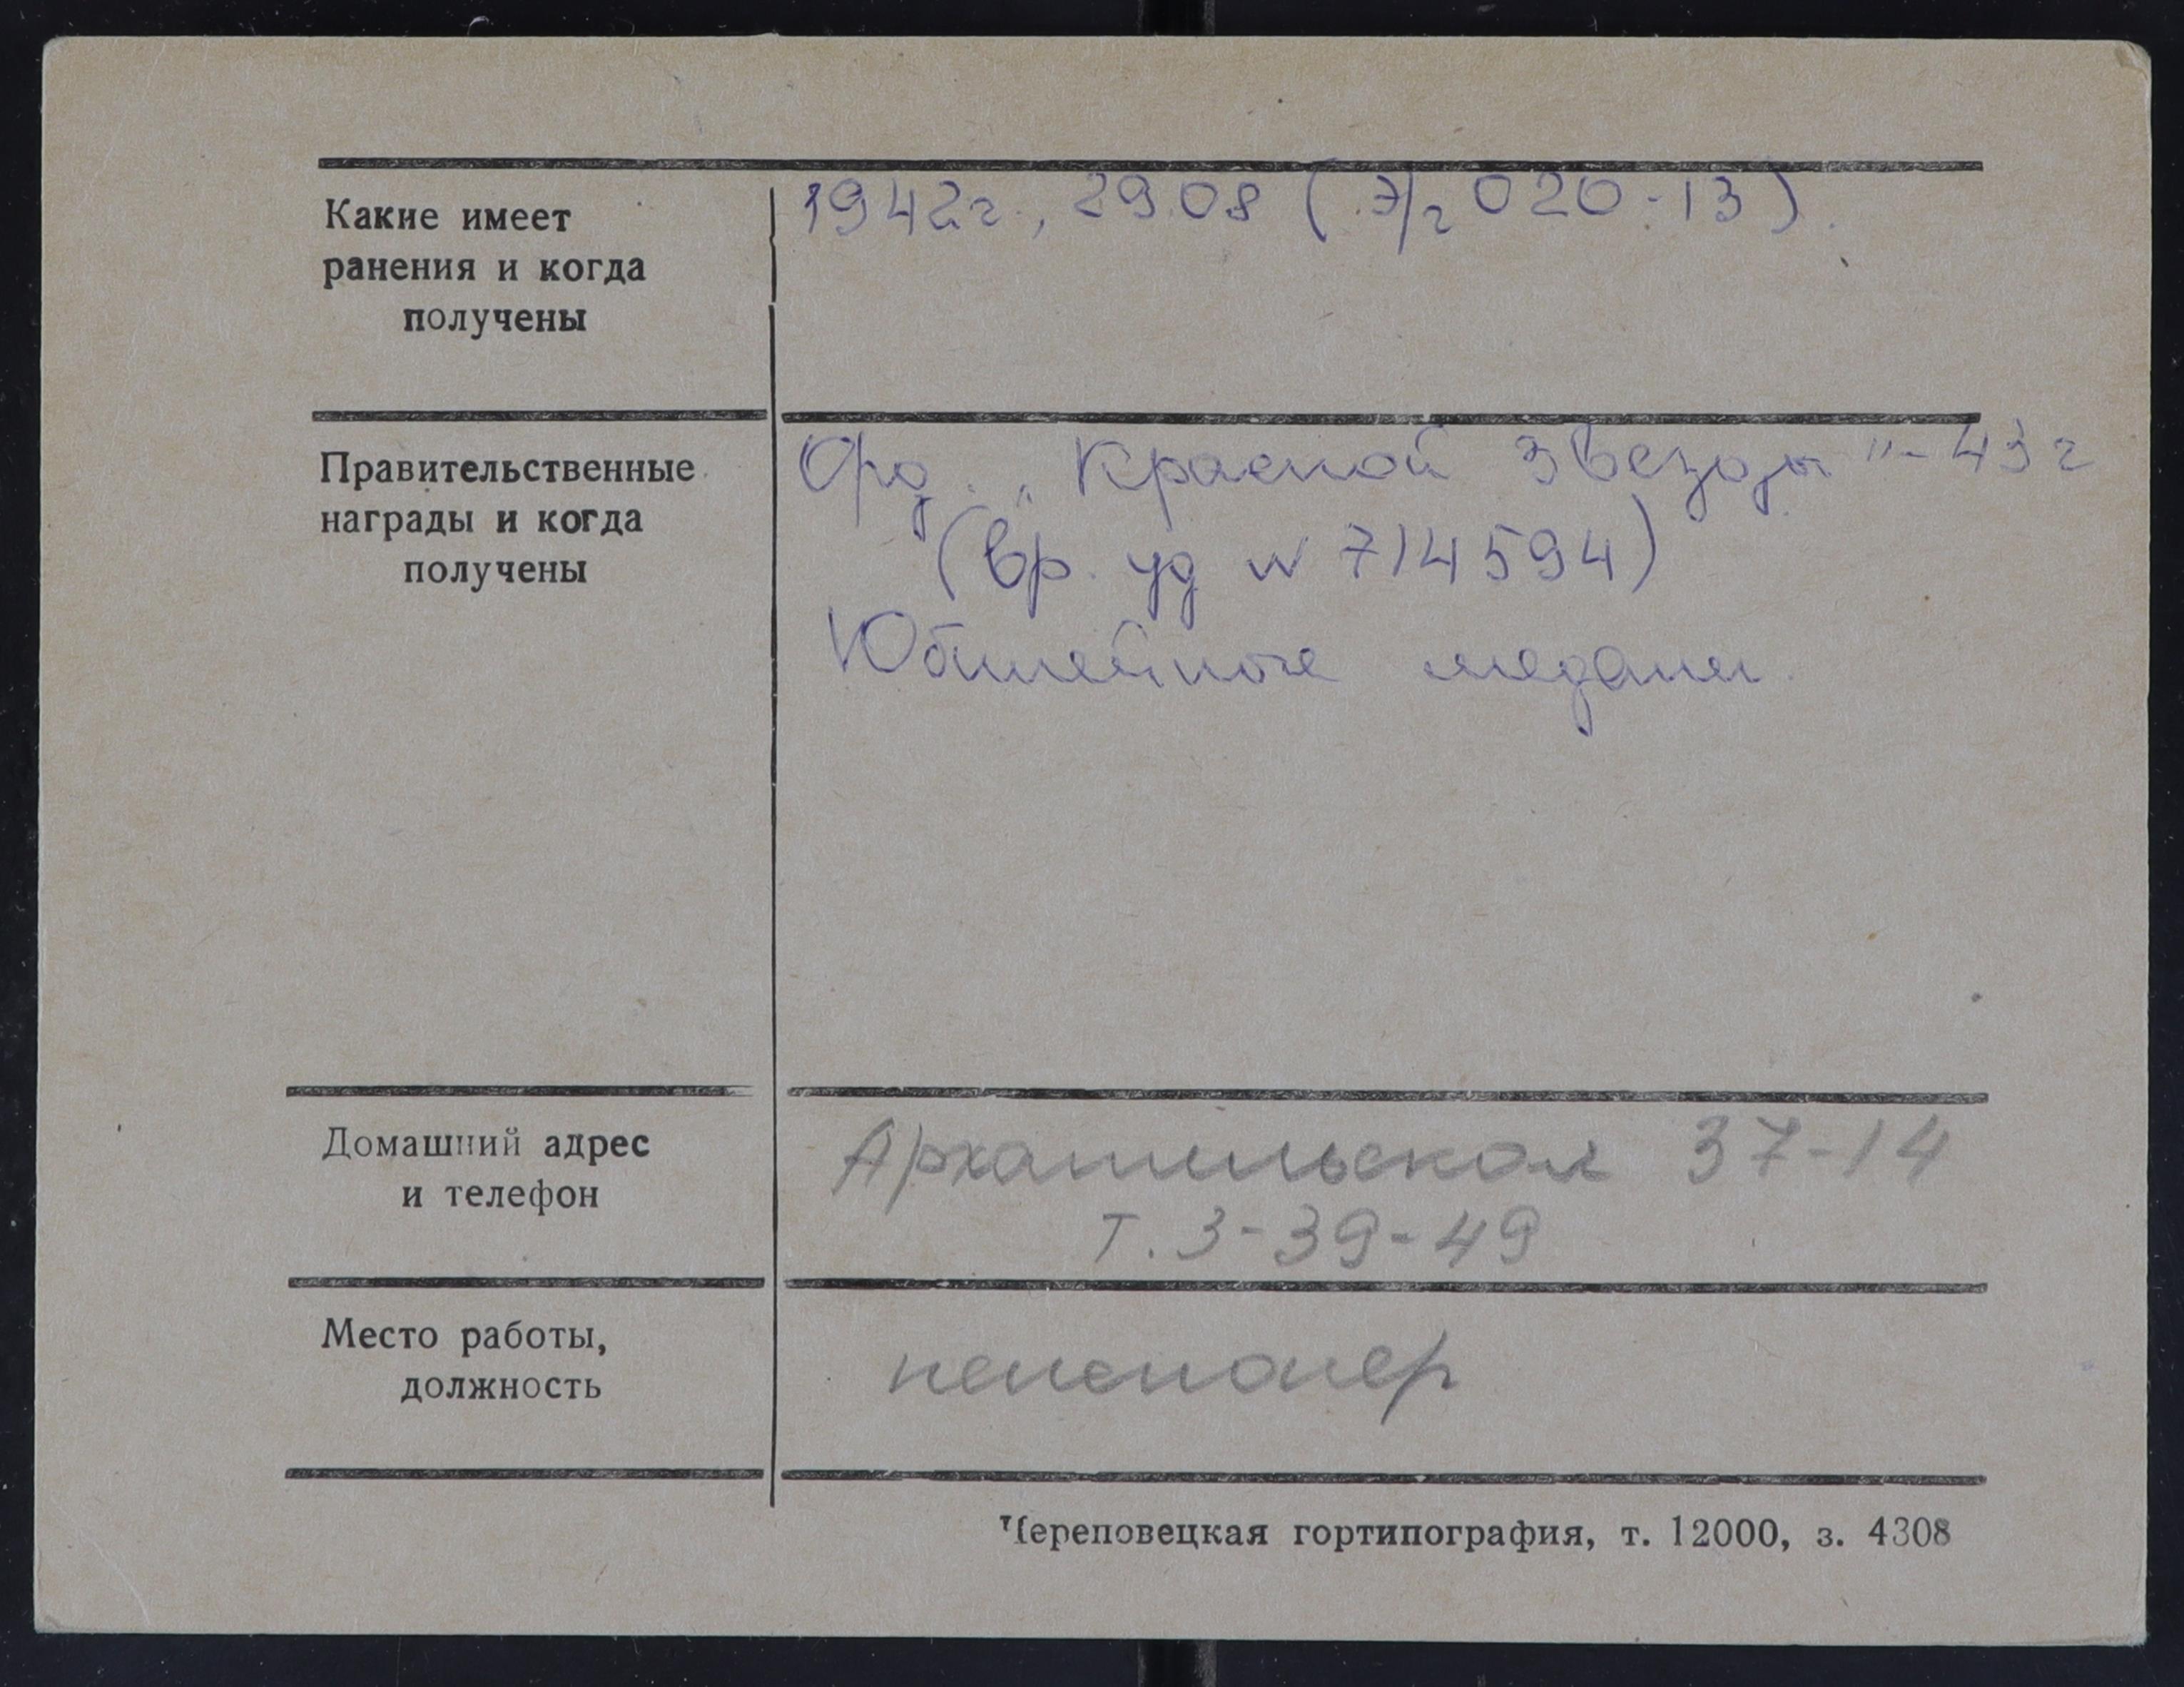 Какие имеет
ранения и когда
получены
1942г., 29.08 (Э/г 020-13).
Правительственные
награды и когда
получены
Орд. „Красной Звезды"- 43г
(вр. уд N 714594)
Юбилейные медали.
Домашний адрес
и телефон
Архангельская 37-14
т. 3-39-49
Место работы,
должность
пенсионер
Череповецкая гортипография, т. 12000, з. 4308